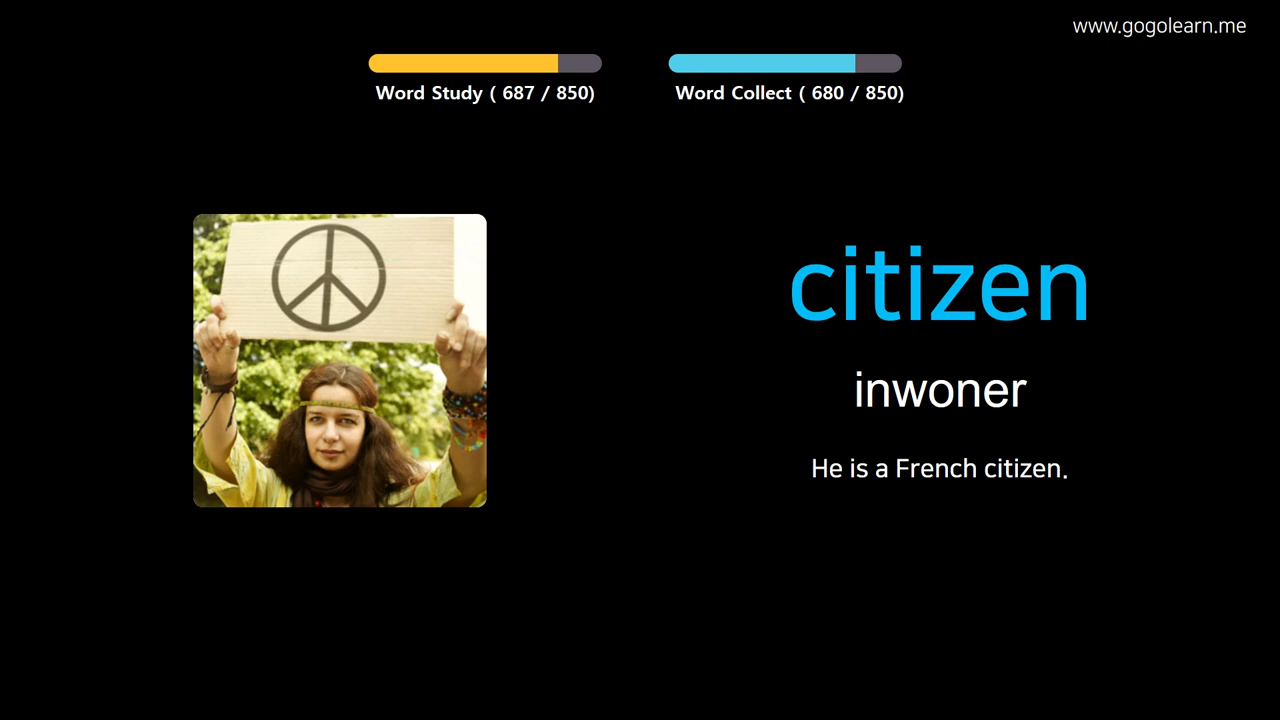 www.gogolearn.me
Word Study ( 687 / 850)
Word Collect ( 680 / 850)
citizen
inwoner
He is a French citizen.